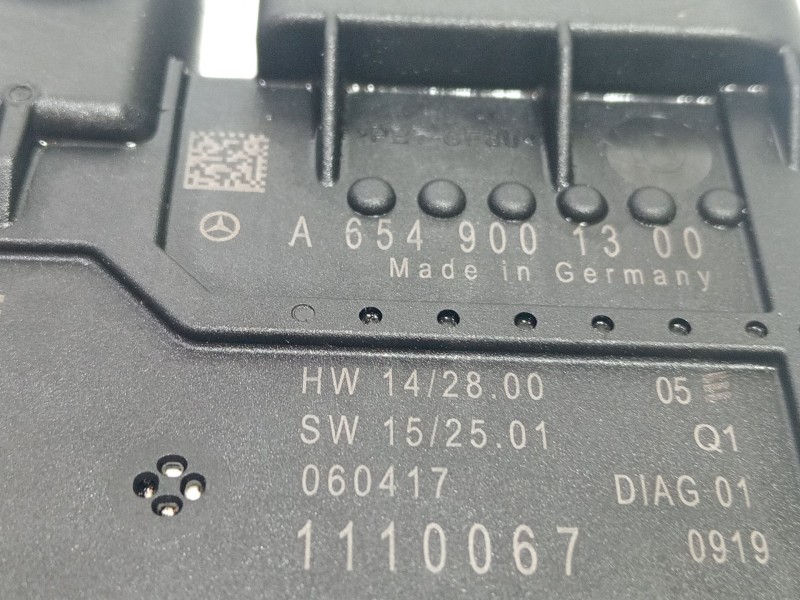 A 654 900 13 00
Made in Germany
HW 14/28.00 05
SW 15/25.01 Q1
060417 DIAG 01
1110067 0919